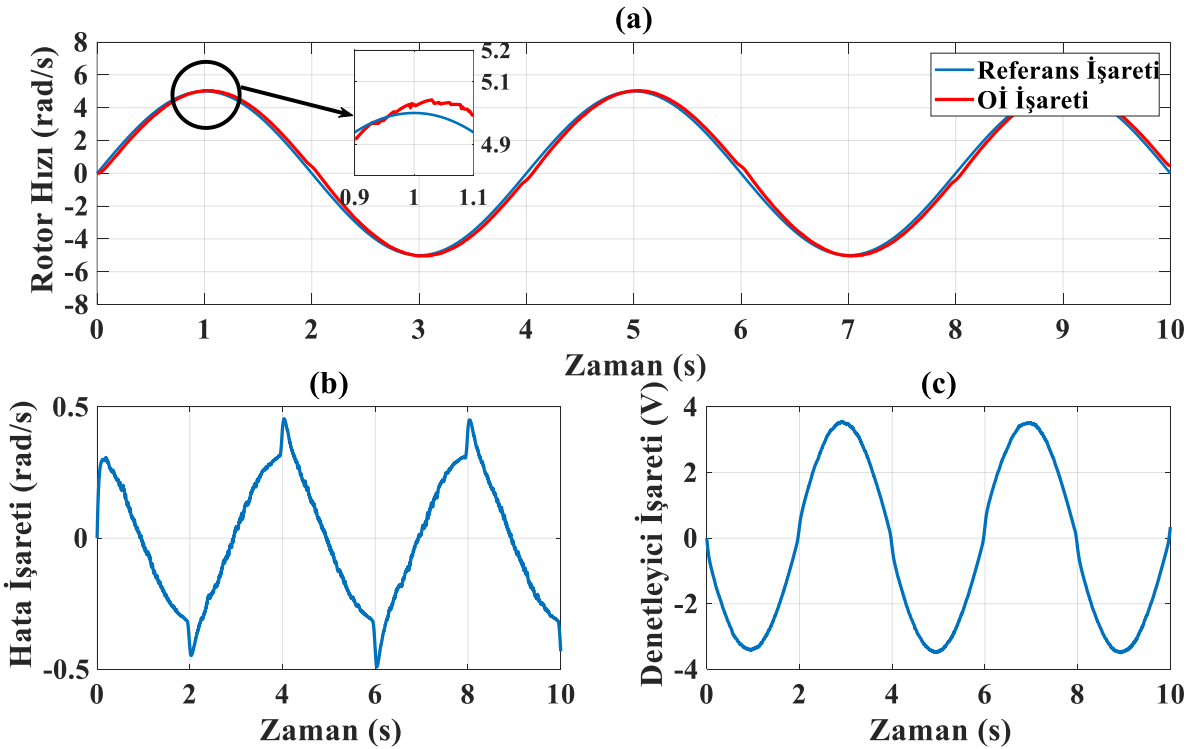 (a)
Rotor Hızı (rad/s)
8
6
4
2
0
-2
-4
-6
-8
5.2
5.1
4.9
0.9 1 1.1
Referans İşareti
Oİ İşareti
0 1 2 3 4 5 6 7 8 9 10
Zaman (s)
(b)
Hata İşareti (rad/s)
0.5
0
-0.5
0 2 4 6 8 10
Zaman (s)
(c)
Denetleyici İşareti (V)
4
2
0
-2
-4
0 2 4 6 8 10
Zaman (s)